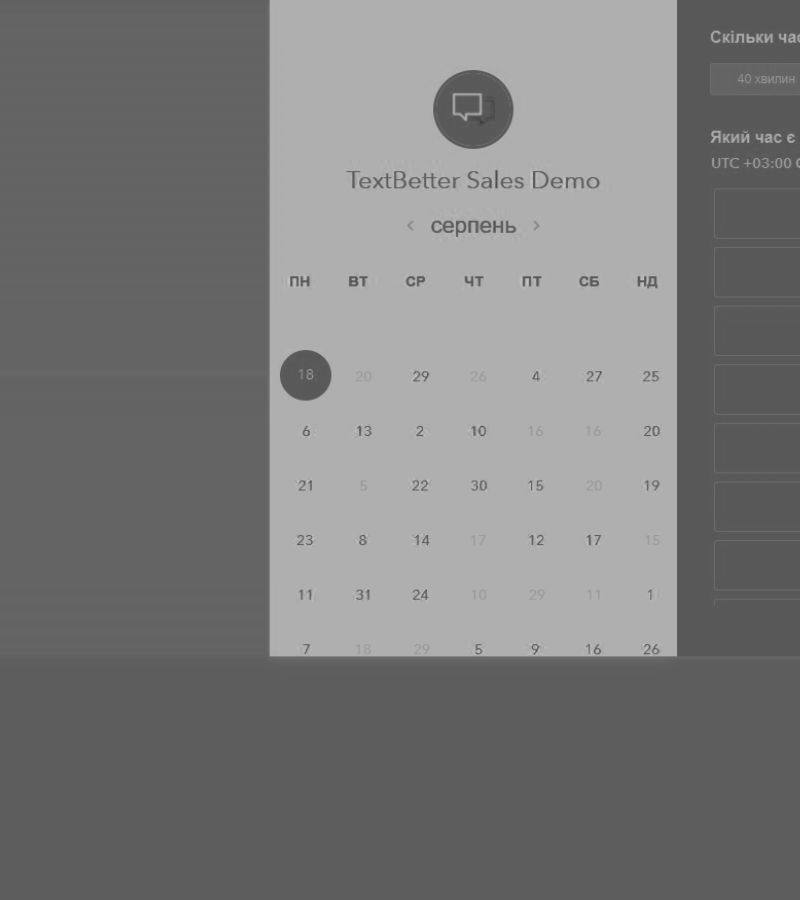 TextBetter Sales Demo
‹ серпень ›
ПН ВТ СР ЧТ ПТ СБ НД
18 20 29 26 4 27 25
6 13 2 10 16 16 20
21 5 22 30 15 20 19
23 8 14 17 12 17 15
11 31 24 10 29 11 1
7 18 29 5 9 16 26
Скільки
40 хвилин
Який час є
UTC +03:00